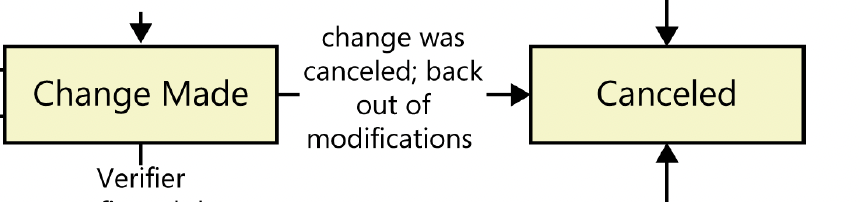 change was
canceled; back
out of
modifications
Change Made
Canceled
Verifier